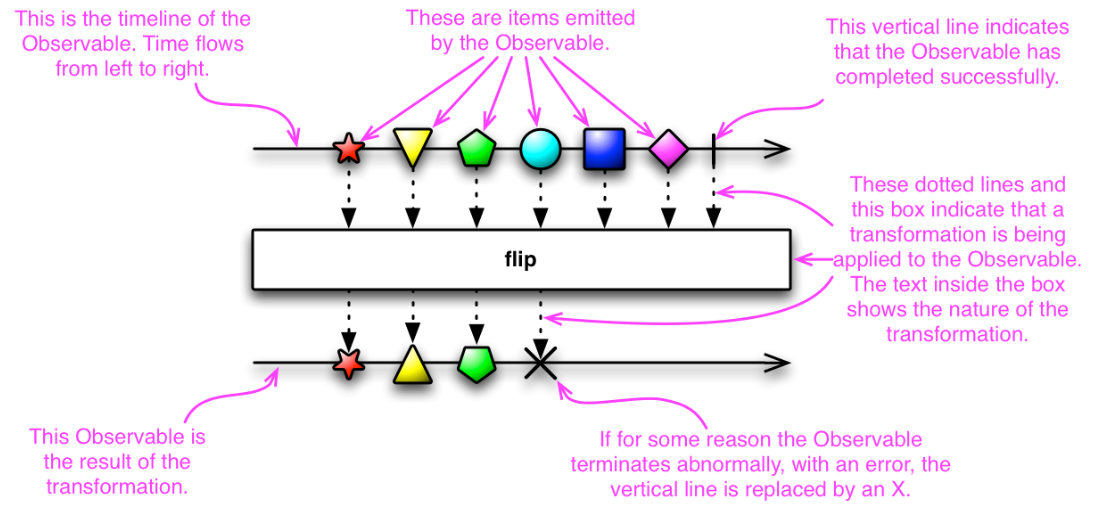 This is the timeline of the
Observable. Time flows
from left to right.
These are items emitted
by the Observable.
This vertical line indicates
that the Observable has
completed successfully.
These dotted lines and
this box indicate that a
transformation is being
applied to the Observable.
The text inside the box
shows the nature of the
transformation.
flip
This Observable is
the result of the
transformation.
If for some reason the Observable
terminates abnormally, with an error, the
vertical line is replaced by an X.